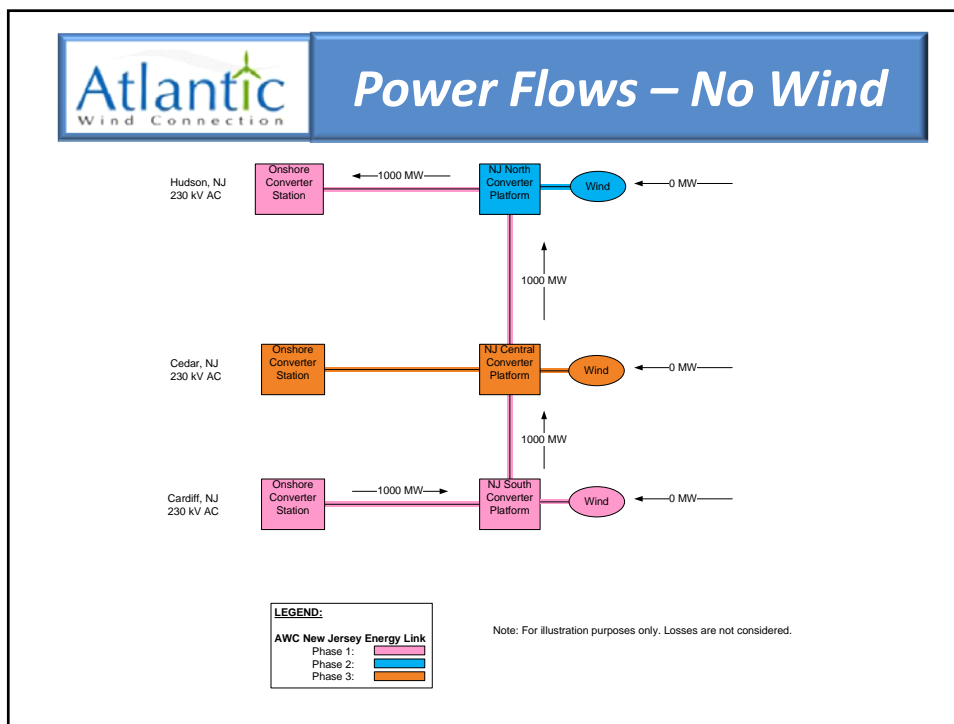 Atlantic
Wind Connection
Power Flows – No Wind
Hudson, NJ
230 kV AC
Onshore
Converter
Station
1000 MW
NJ North
Converter
Platform
Wind
0 MW
1000 MW
Cedar, NJ
230 kV AC
Onshore
Converter
Station
NJ Central
Converter
Platform
Wind
0 MW
1000 MW
Cardiff, NJ
230 kV AC
Onshore
Converter
Station
1000 MW
NJ South
Converter
Platform
Wind
0 MW
LEGEND:
AWC New Jersey Energy Link
Phase 1:
Phase 2:
Phase 3:
Note: For illustration purposes only. Losses are not considered.